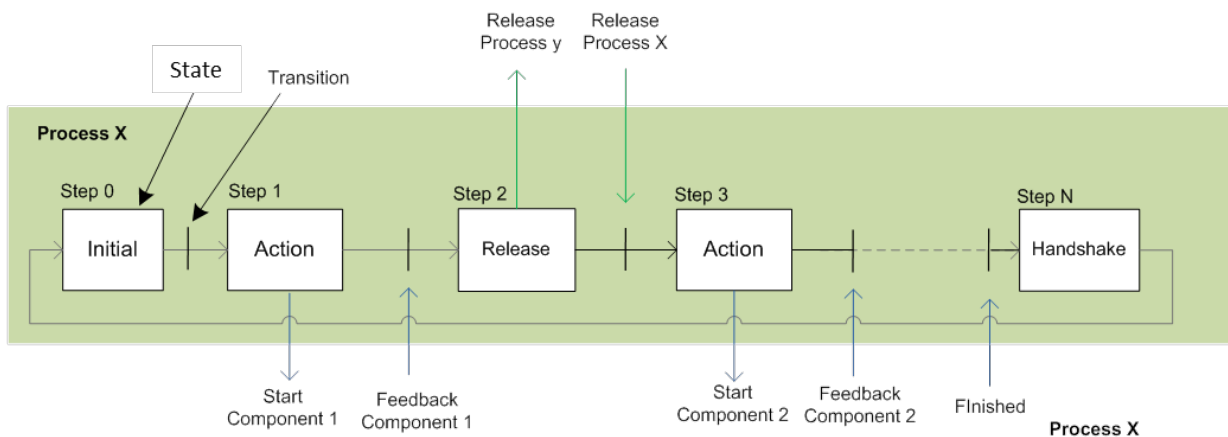 Release
Process y
Release
Process X
State
Transition
Process X
Step 0
Step 1
Step 2
Step 3
Step N
Initial
Action
Release
Action
Handshake
Start
Component 1
Feedback
Component 1
Start
Component 2
Feedback
Component 2
FInished
Process X